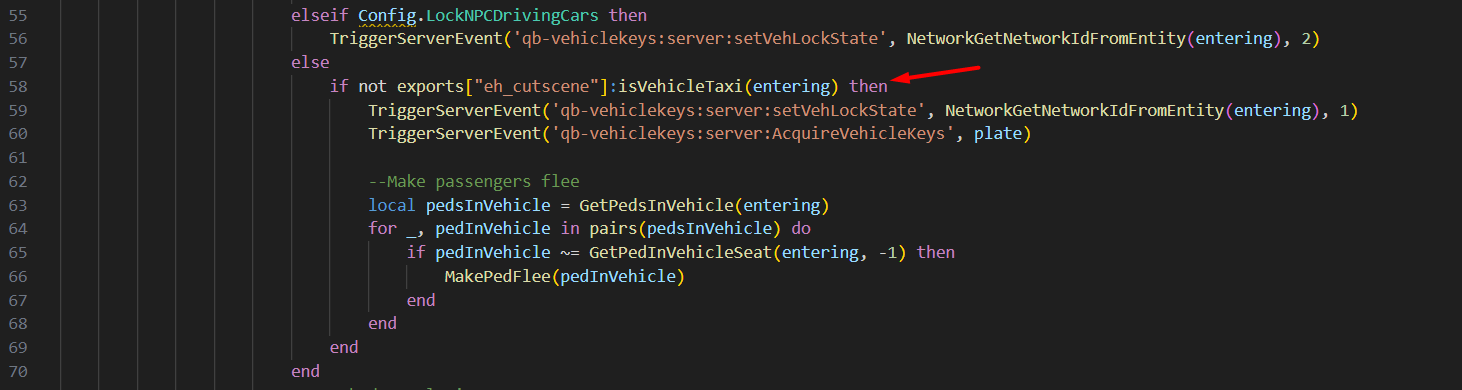 55 elseif Config.LockNPCDrivingCars then
56 TriggerServerEvent('qb-vehiclekeys:server:setVehLockState', NetworkGetNetworkIdFromEntity(entering), 2)
57 else
58 if not exports["eh_cutscene"]:isVehicleTaxi(entering) then
59 TriggerServerEvent('qb-vehiclekeys:server:setVehLockState', NetworkGetNetworkIdFromEntity(entering), 1)
60 TriggerServerEvent('qb-vehiclekeys:server:AcquireVehicleKeys', plate)
61
62 --Make passengers flee
63 local pedsInVehicle = GetPedsInVehicle(entering)
64 for _, pedInVehicle in pairs(pedsInVehicle) do
65 if pedInVehicle ~= GetPedInVehicleSeat(entering, -1) then
66 MakePedFlee(pedInVehicle)
67 end
68 end
69 end
70 end